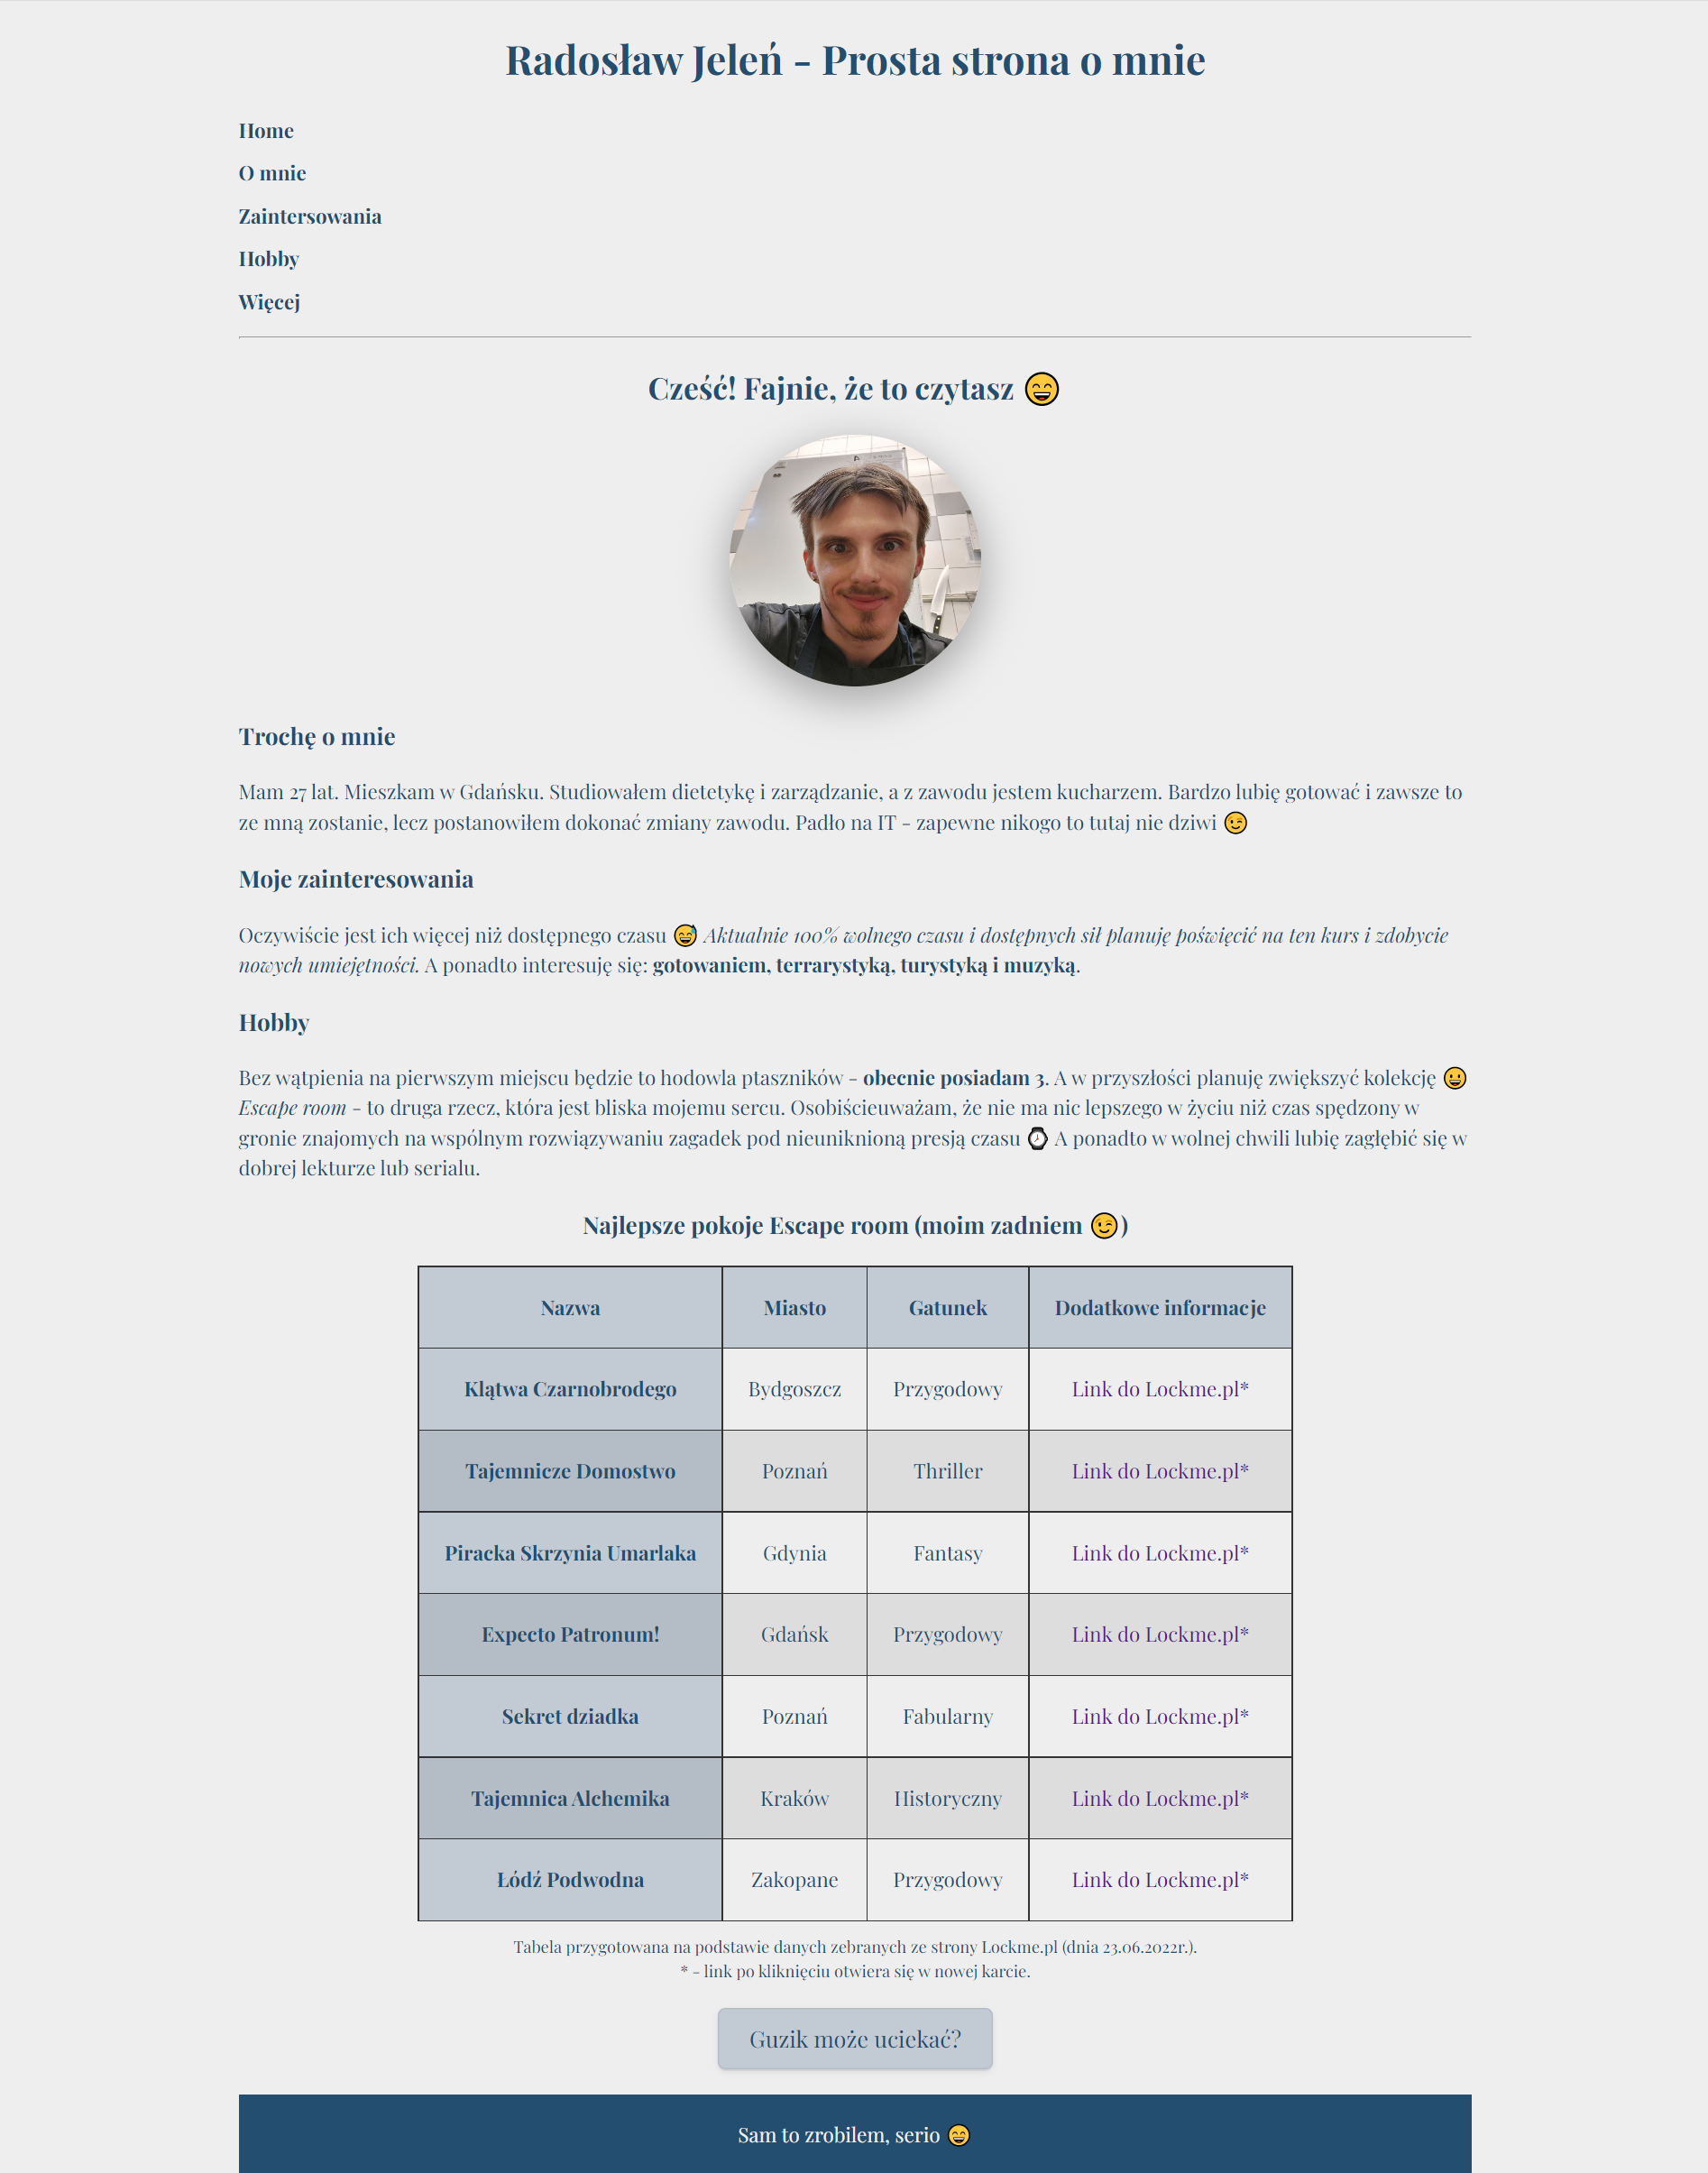 Radosław Jeleń - Prosta strona o mnie
Home
O mnie
Zaintersowania
Hobby
Więcej
Cześć! Fajnie, że to czytasz 😄
Trochę o mnie
Mam 27 lat. Mieszkam w Gdańsku. Studiowałem dietetykę i zarządzanie, a z zawodu jestem kucharzem. Bardzo lubię gotować i zawsze to
ze mną zostanie, lecz postanowiłem dokonać zmiany zawodu. Padło na IT - zapewne nikogo to tutaj nie dziwi 😉
Moje zainteresowania
Oczywiście jest ich więcej niż dostępnego czasu 😅 Aktualnie 100% wolnego czasu i dostępnych sił planuję poświęcić na ten kurs i zdobycie
nowych umiejętności. A ponadto interesuję się: gotowaniem, terrarystyką, turystyką i muzyką.
Hobby
Bez wątpienia na pierwszym miejscu będzie to hodowla ptaszników - obecnie posiadam 3. A w przyszłości planuję zwiększyć kolekcję 😀
Escape room - to druga rzecz, która jest bliska mojemu sercu. Osobiścieuważam, że nie ma nic lepszego w życiu niż czas spędzony w
gronie znajomych na wspólnym rozwiązywaniu zagadek pod nieuniknioną presją czasu ⌚ A ponadto w wolnej chwili lubię zagłębić się w
dobrej lekturze lub serialu.
Najlepsze pokoje Escape room (moim zadniem 😉)
Nazwa Miasto Gatunek Dodatkowe informacje
Klątwa Czarnobrodego Bydgoszcz Przygodowy Link do Lockme.pl*
Tajemnicze Domostwo Poznań Thriller Link do Lockme.pl*
Piracka Skrzynia Umarlaka Gdynia Fantasy Link do Lockme.pl*
Expecto Patronum! Gdańsk Przygodowy Link do Lockme.pl*
Sekret dziadka Poznań Fabularny Link do Lockme.pl*
Tajemnica Alchemika Kraków Historyczny Link do Lockme.pl*
Łódź Podwodna Zakopane Przygodowy Link do Lockme.pl*
Tabela przygotowana na podstawie danych zebranych ze strony Lockme.pl (dnia 23.06.2022r.).
* - link po kliknięciu otwiera się w nowej karcie.
Guzik może uciekać?
Sam to zrobilem, serio 😄